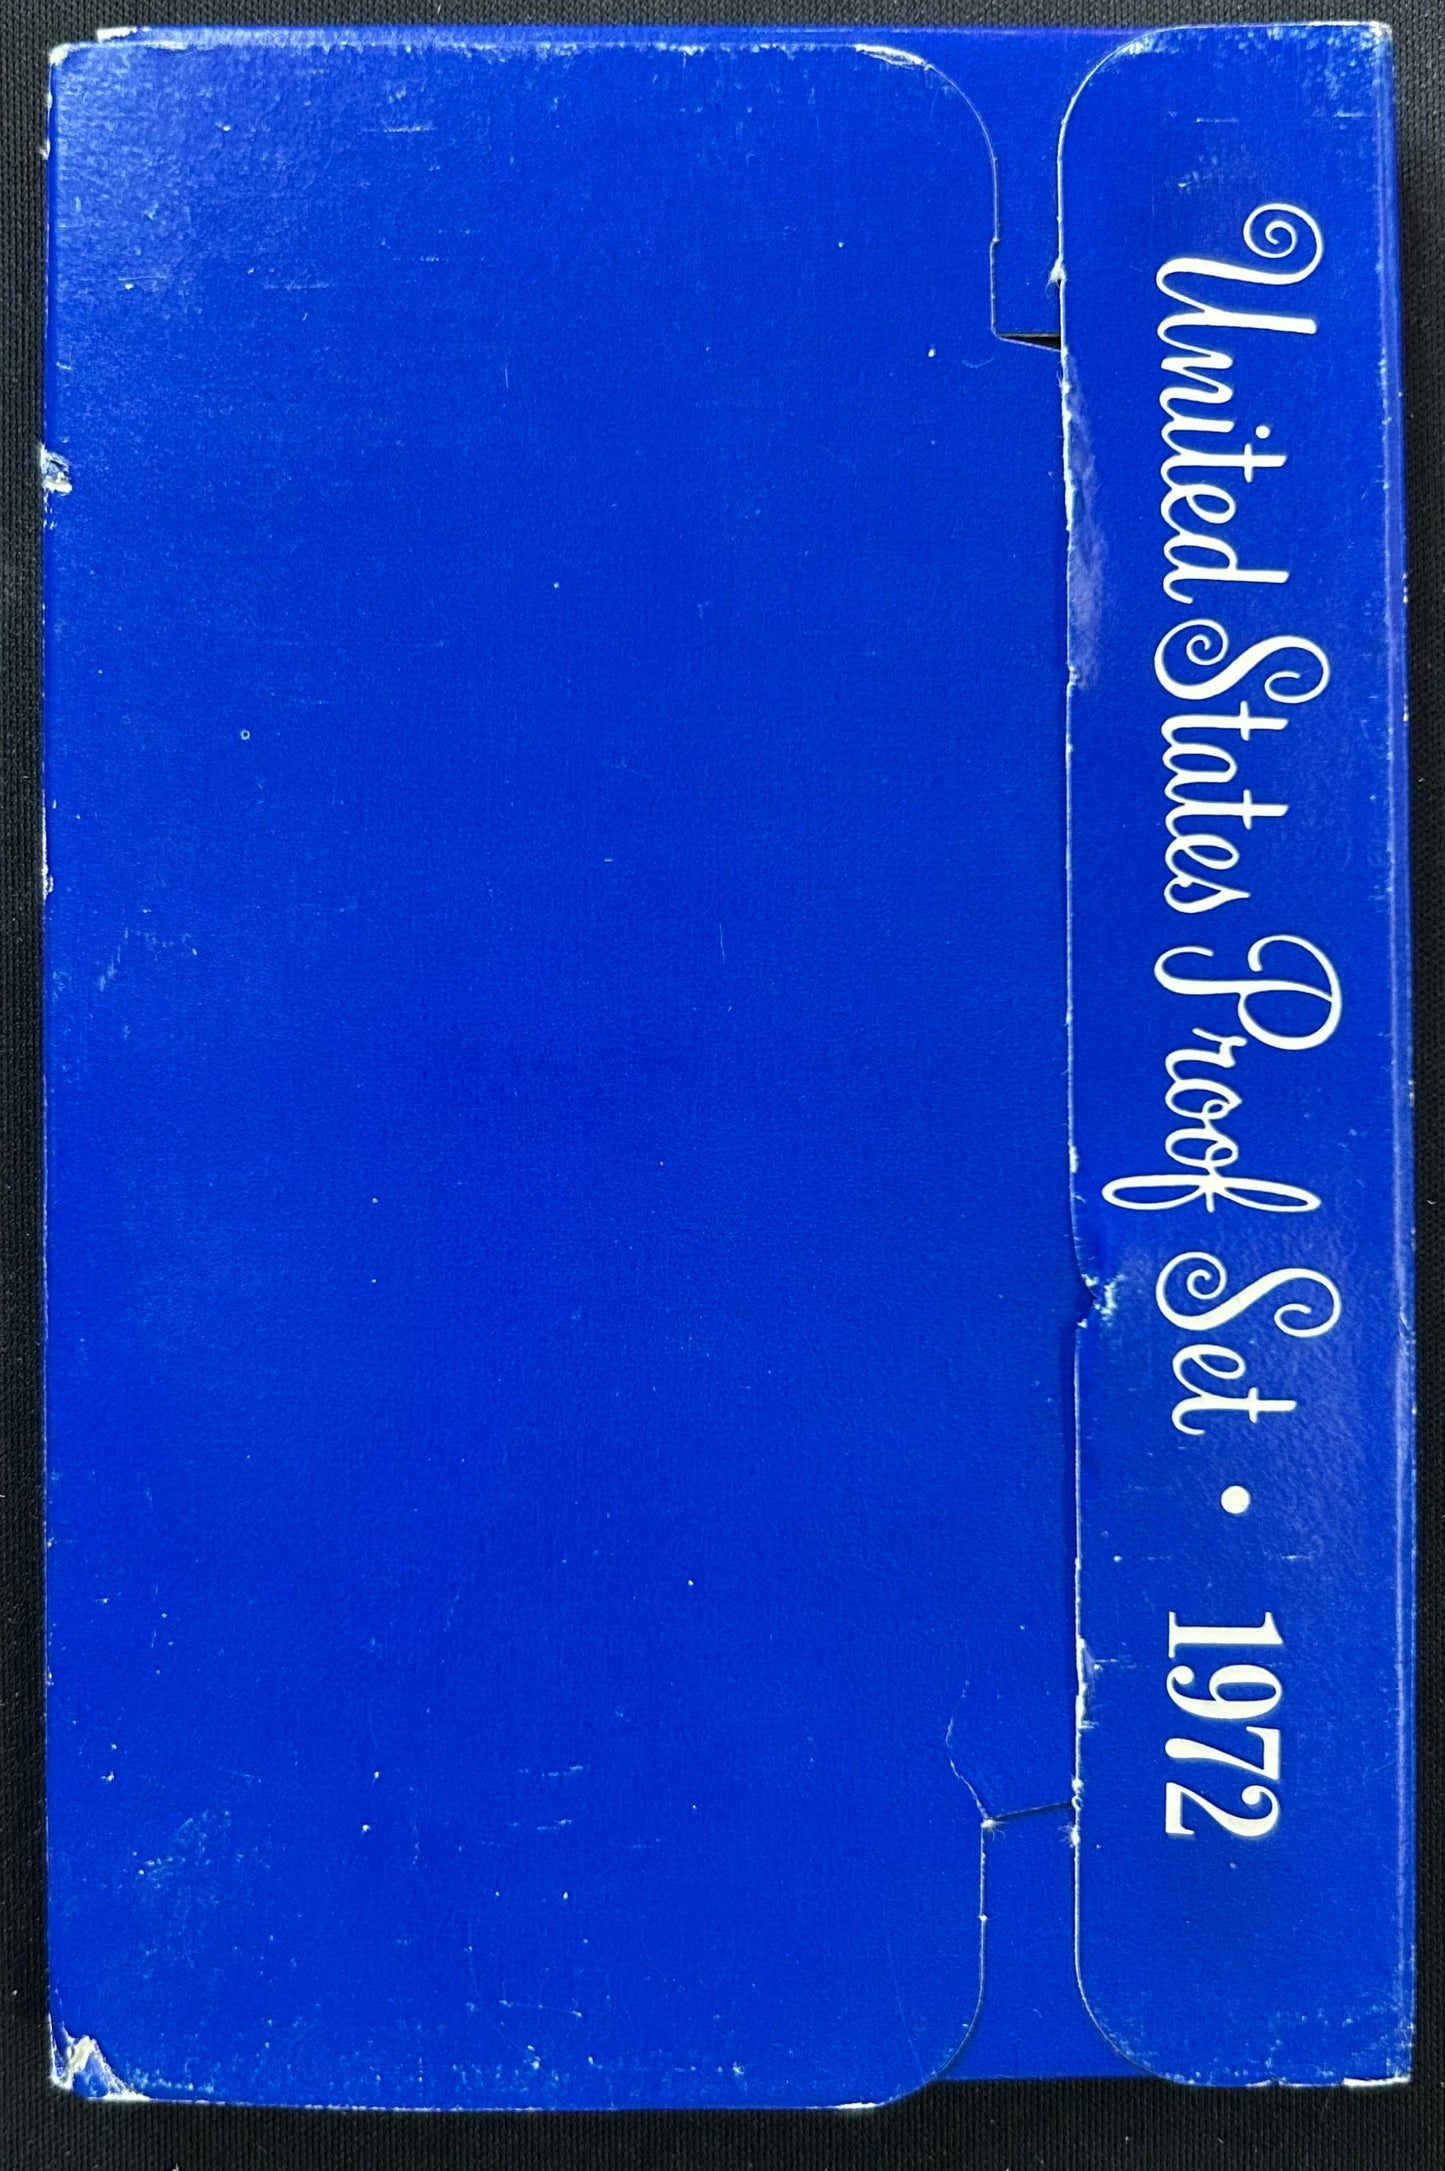 United States Proof Set • 1972